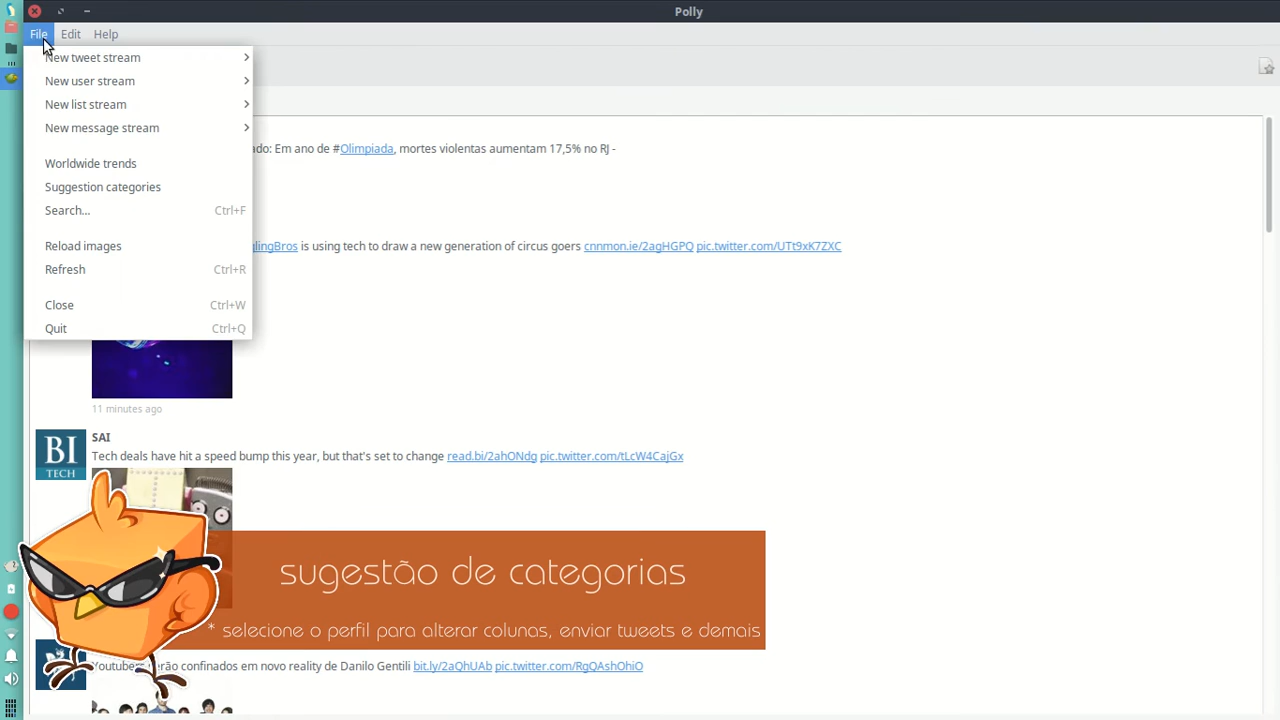 Polly
File Edit Help
New tweet stream
New user stream
New list stream
New message stream
Worldwide trends
Suggestion categories
Search... Ctrl+F
Reload images
Refresh Ctrl+R
Close Ctrl+W
Quit Ctrl+Q
ado: Em ano de #Olimpiada, mortes violentas aumentam 17,5% no RJ -
glingBros is using tech to draw a new generation of circus goers cnnmon.ie/2agHGPQ pic.twitter.com/UTt9xK7ZXC
11 minutes ago
SAI
BI TECH
Tech deals have hit a speed bump this year, but that's set to change read.bi/2ahONdg pic.twitter.com/tLcW4CajGx
sugestão de categorias
* selecione o perfil para alterar colunas, enviar tweets e demais
Youtubers serão confinados em novo reality de Danilo Gentili bit.ly/2aQhUAb pic.twitter.com/RgQAshOhiO